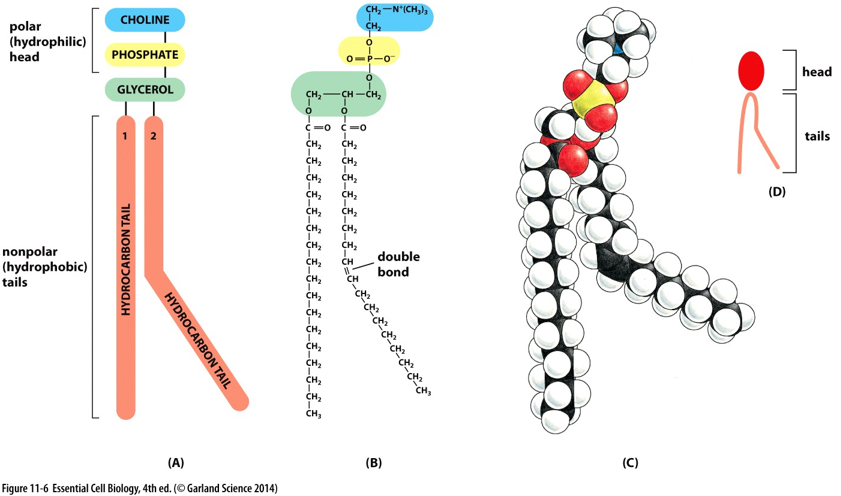 polar
(hydrophilic)
head
CHOLINE
PHOSPHATE
GLYCEROL
1
2
nonpolar
(hydrophobic)
tails
HYDROCARBON TAIL
HYDROCARBON TAIL
(A)
CH₂—N⁺(CH₃)₃
CH₂
O
O=P—O⁻
O
CH₂—CH—CH₂
O O
C=O C=O
CH₂ CH₂
CH₂ CH₂
CH₂ CH₂
CH₂ CH₂
CH₂ CH₂
CH₂ CH₂
CH₂ CH₂
CH₂ CH
CH₂ CH
CH₂ CH₂
CH₂ CH₂
CH₂ CH₂
CH₂ CH₂
CH₂ CH₂
CH₂ CH₂
CH₂ CH₂
CH₃ CH₃
double
bond
(B)
(C)
head
tails
(D)
Figure 11-6 Essential Cell Biology, 4th ed. (© Garland Science 2014)